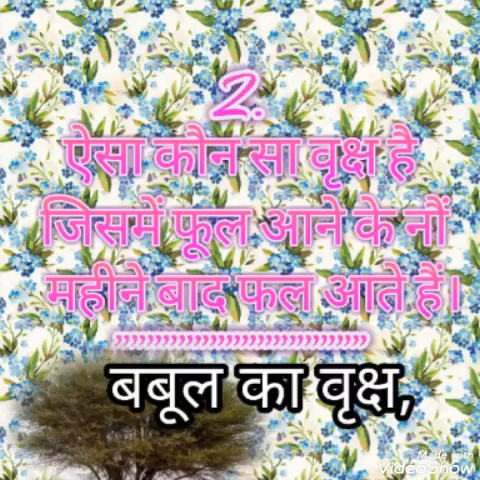 2.
ऐसा कौन सा वृक्ष है
जिसमें फूल आने के नौं
महीने बाद फल आते हैं।
,,,,,,,,,,,,,,,,,,,,,,,,,,,,,,,,
बबूल का वृक्ष,
Made with
VideoShow